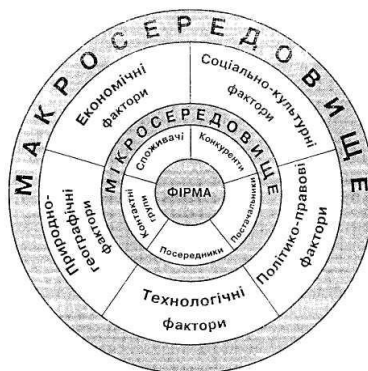 МАКРОСЕРЕДОВИЩЕ
Економічні
фактори
Соціально-культурні
фактори
Політико-правові
фактори
Технологічні
фактори
Природно-
географічні
фактори
МІКРОСЕРЕДОВИЩЕ
Споживачі
Конкуренти
Постачальники
Посередники
Контактні
групи
ФІРМА